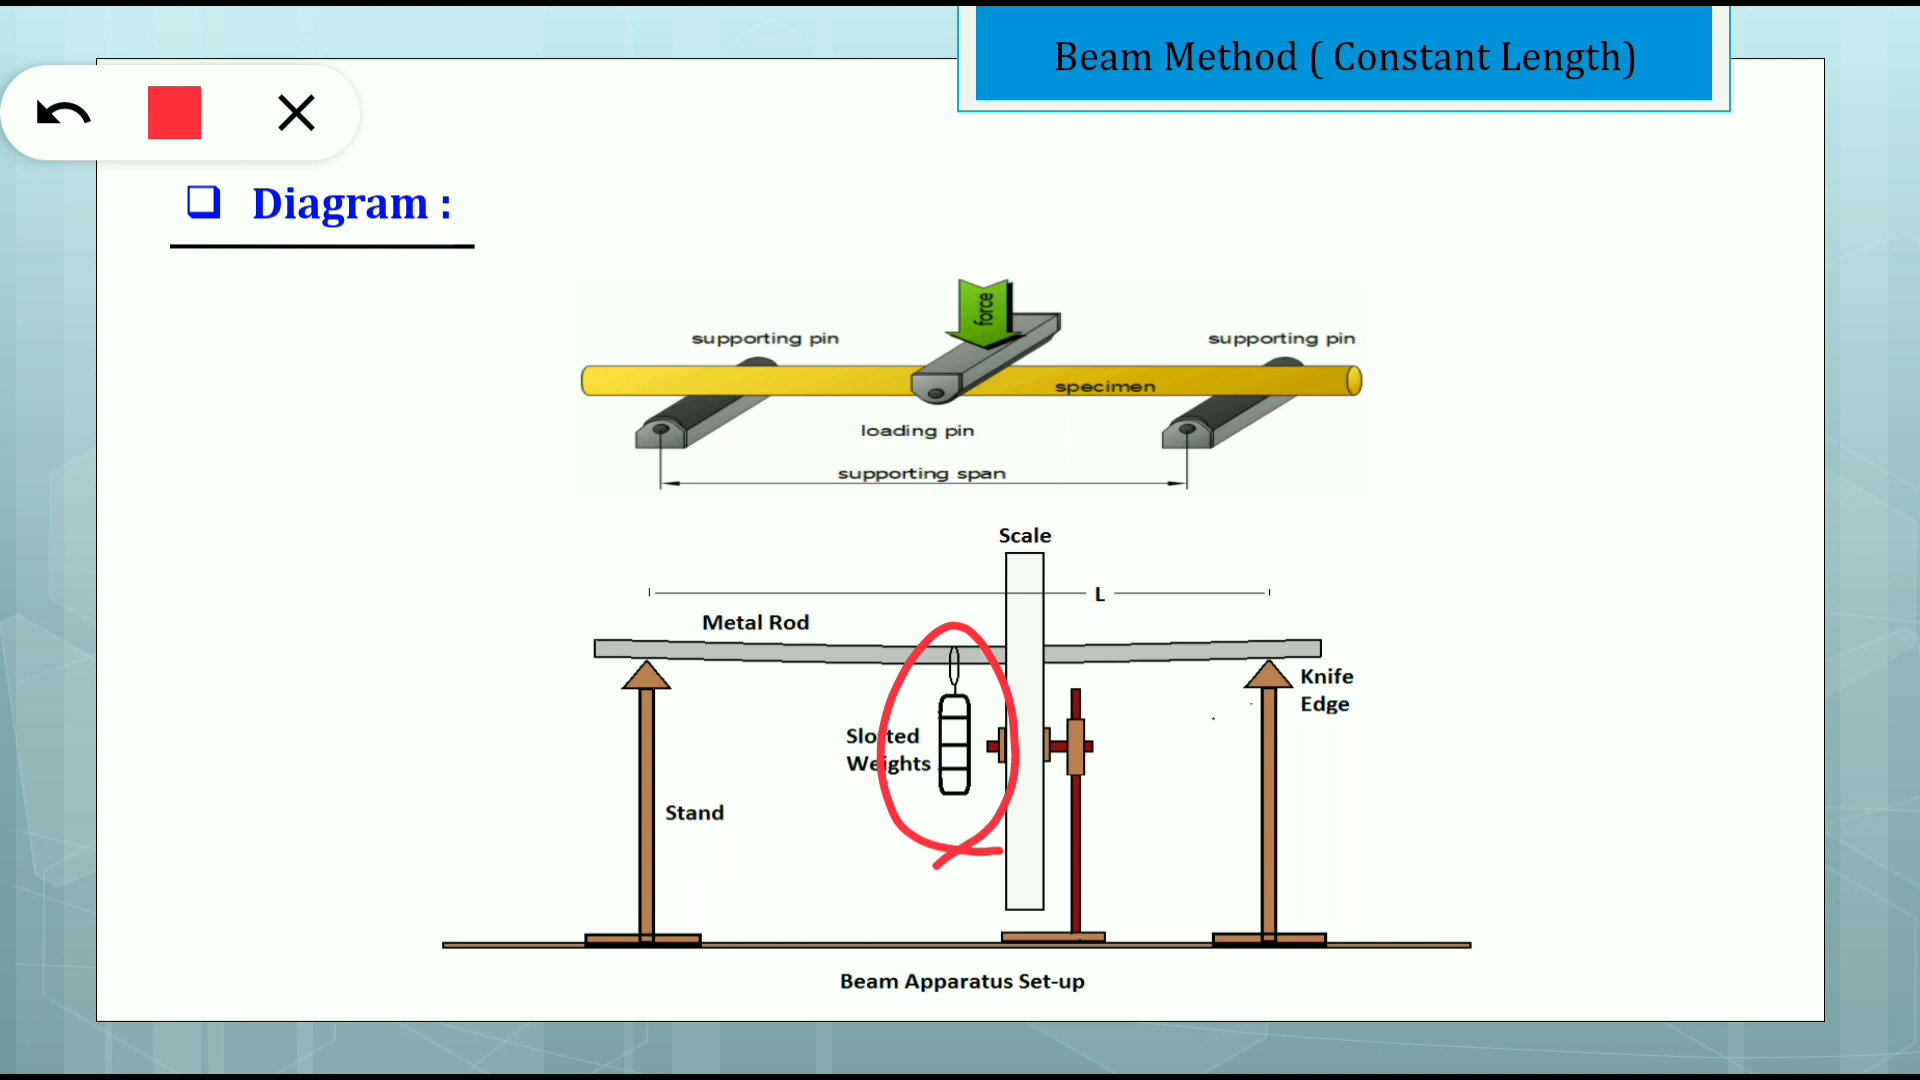 Beam Method ( Constant Length)
Diagram :
force
supporting pin
supporting pin
specimen
loading pin
supporting span
Scale
L
Metal Rod
Knife
Edge
Slotted
Weights
Stand
Beam Apparatus Set-up